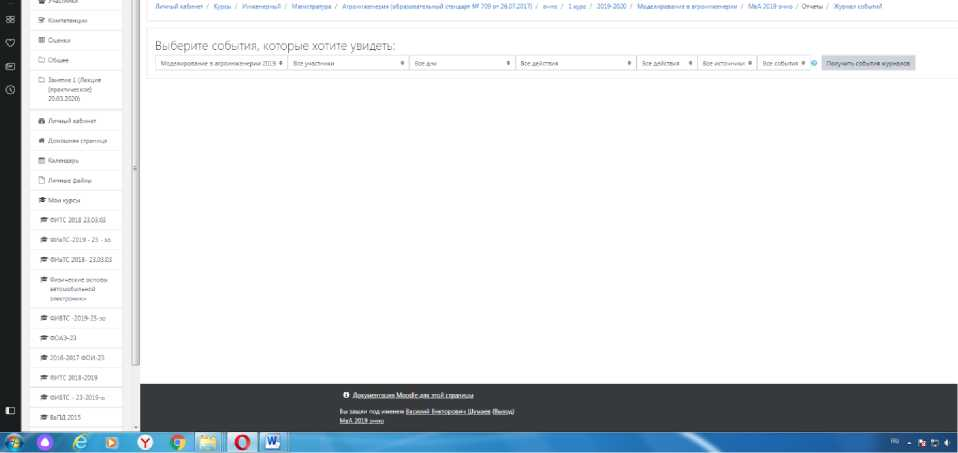 Участники
Личный кабинет / Курсы / Инженерный / Магистратура / Агроинженерия (образовательный стандарт № 709 от 26.07.2017) / очно / 1 курс / 2019-2020 / Моделирование в агроинженерии / МвА 2019 очно / Отчеты / Журнал событий
Компетенции
Оценки
Общее
Занятие 1 (Лекция
(практическое)
20.03.2020)
Личный кабинет
Домашняя страница
Календарь
Личные файлы
Мои курсы
ФИТС 2018 23.03.03
ФИвТС -2019 - 23 - зо
ФИвТС 2018 - 23.03.03
Физические основы
автомобильной
электроники
ФИВТС -2019-23-зо
ФОАЭ-23
2016-2017 ФОИ-23
ФИТС 2018-2019
ФИВТС - 23-2019-о
ВвПД 2015
Выберите события, которые хотите увидеть:
Моделирование в агроинженерии 2019 Все участники Все дни Все действия Все действия Все источники Все события Получить события журналов
Документация Moodle для этой страницы
Вы зашли под именем Василий Викторович Шумаев (Выход)
МвА 2019 очно
RU